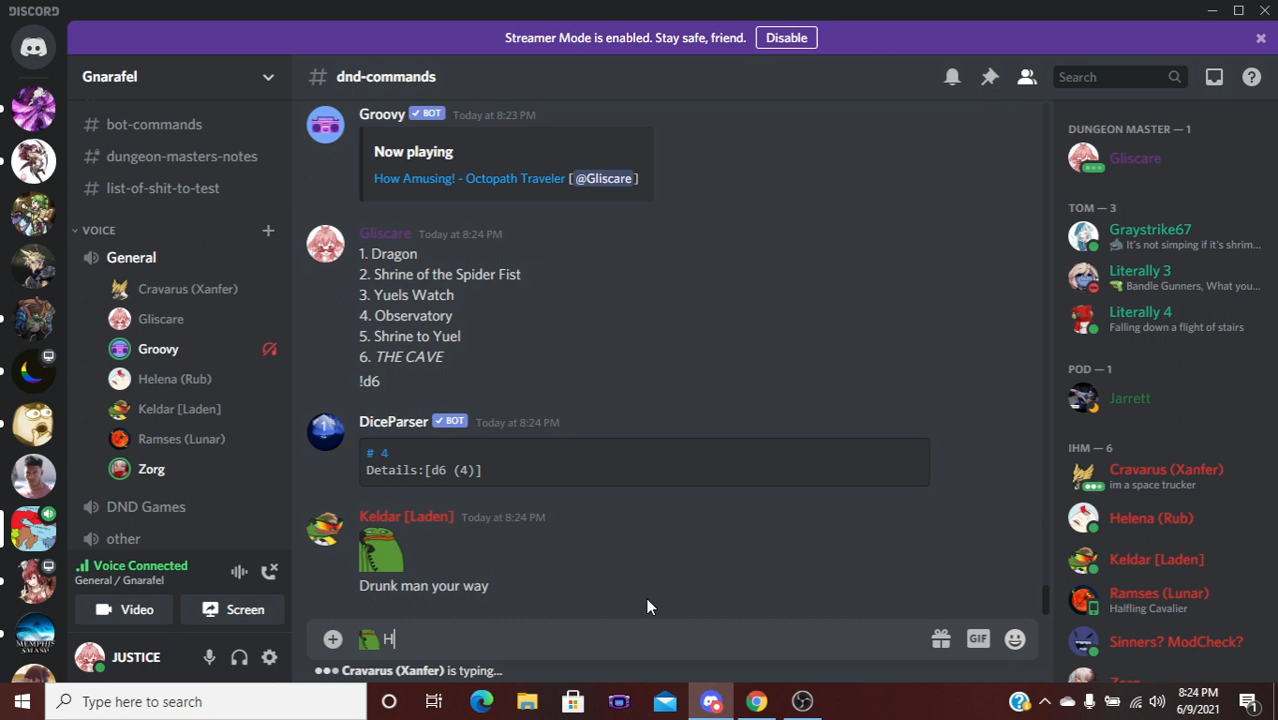 DISCORD
Streamer Mode is enabled. Stay safe, friend. Disable
Gnarafel
bot-commands
dungeon-masters-notes
list-of-shit-to-test
VOICE
General
Cravarus (Xanfer)
Gliscare
Groovy
Helena (Rub)
Keldar [Laden]
Ramses (Lunar)
Zorg
DND Games
other
Voice Connected
General / Gnarafel
Video Screen
JUSTICE
# dnd-commands
Search
Groovy ✓ BOT Today at 8:23 PM
Now playing
How Amusing! - Octopath Traveler [ @Gliscare ]
Gliscare Today at 8:24 PM
1. Dragon
2. Shrine of the Spider Fist
3. Yuels Watch
4. Observatory
5. Shrine to Yuel
6. THE CAVE
!d6
DiceParser ✓ BOT Today at 8:24 PM
# 4
Details:[d6 (4)]
Keldar [Laden] Today at 8:24 PM
Drunk man your way
H
GIF
Cravarus (Xanfer) is typing...
DUNGEON MASTER — 1
Gliscare
TOM — 3
Graystrike67
It's not simping if it's shrim...
Literally 3
Bandle Gunners, What you...
Literally 4
Falling down a flight of stairs
POD — 1
Jarrett
IHM — 6
Cravarus (Xanfer)
im a space trucker
Helena (Rub)
Keldar [Laden]
Ramses (Lunar)
Halfling Cavalier
Sinners? ModCheck?
Zorg
Type here to search
8:24 PM
6/9/2021